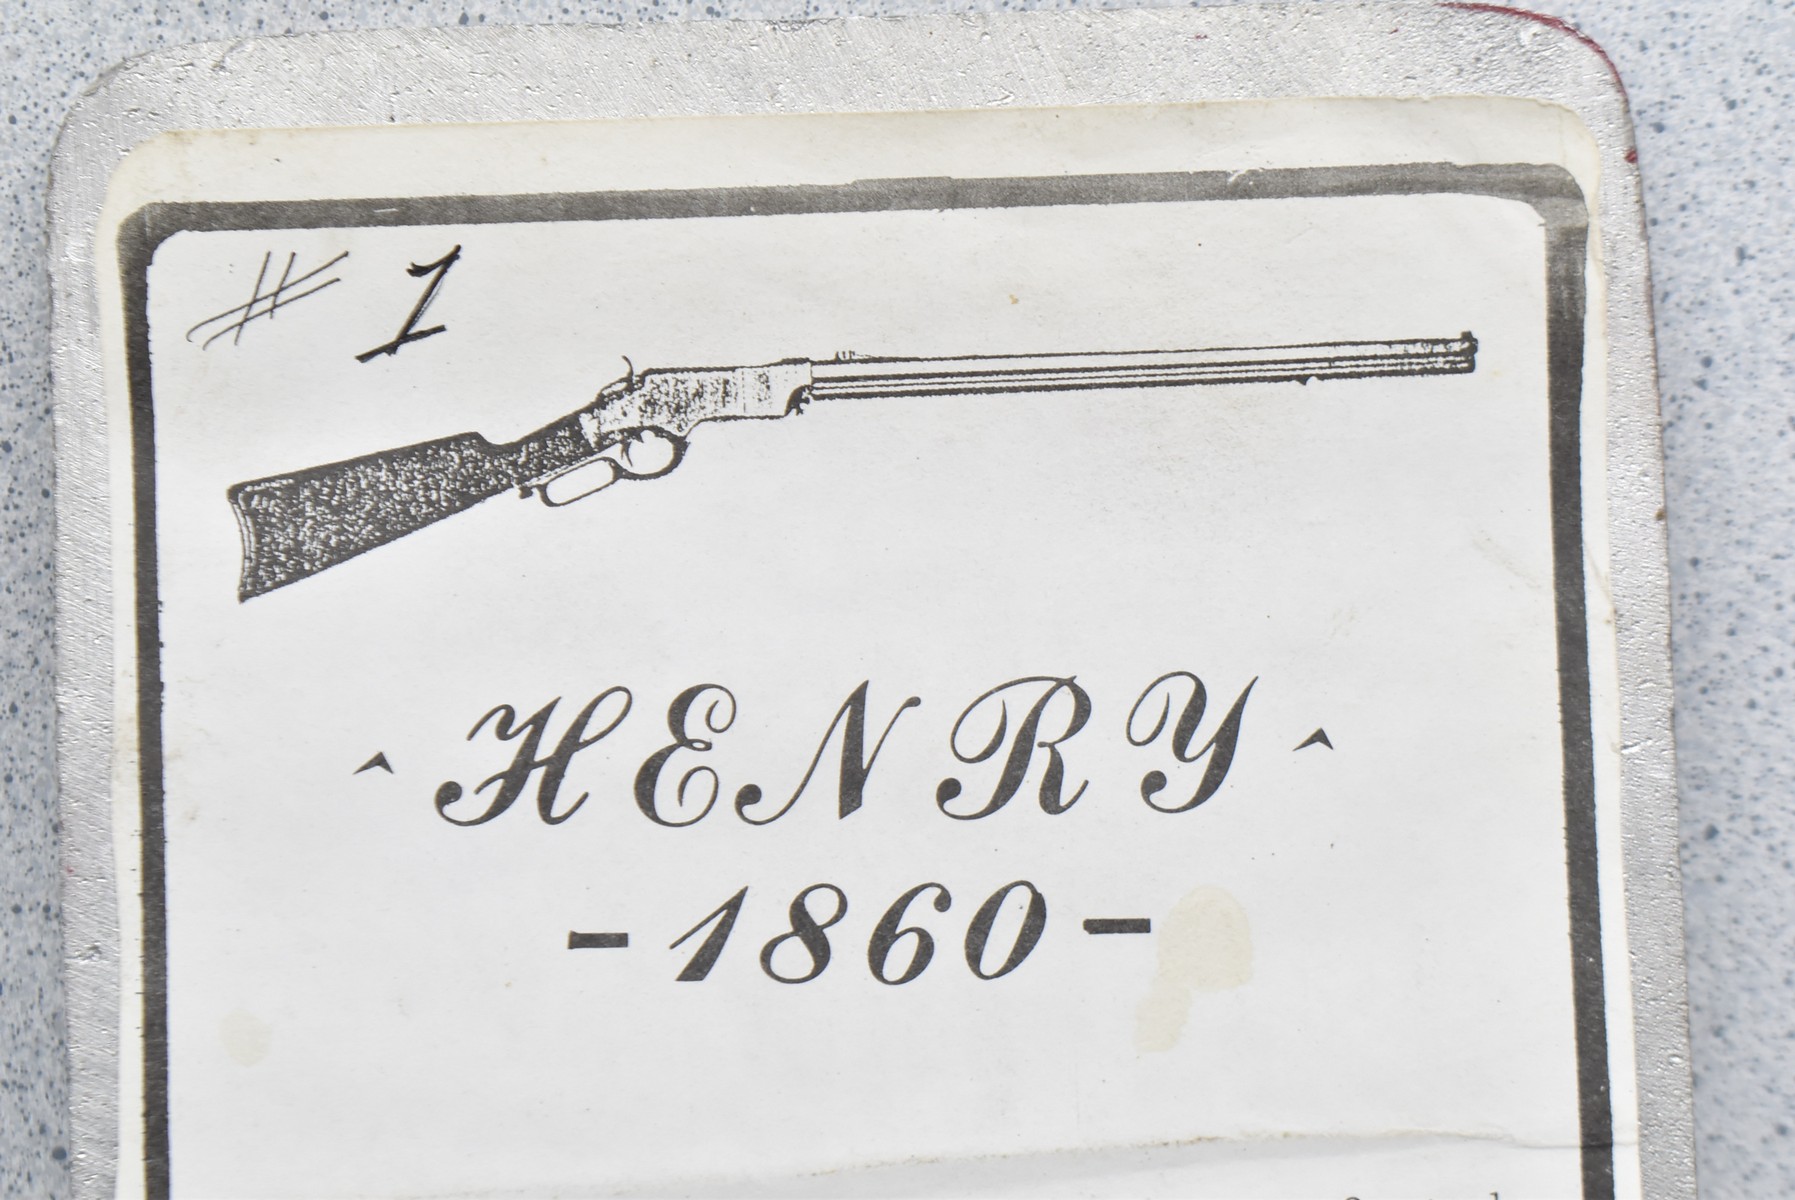 # 1
^ HENRY ^
- 1860 -